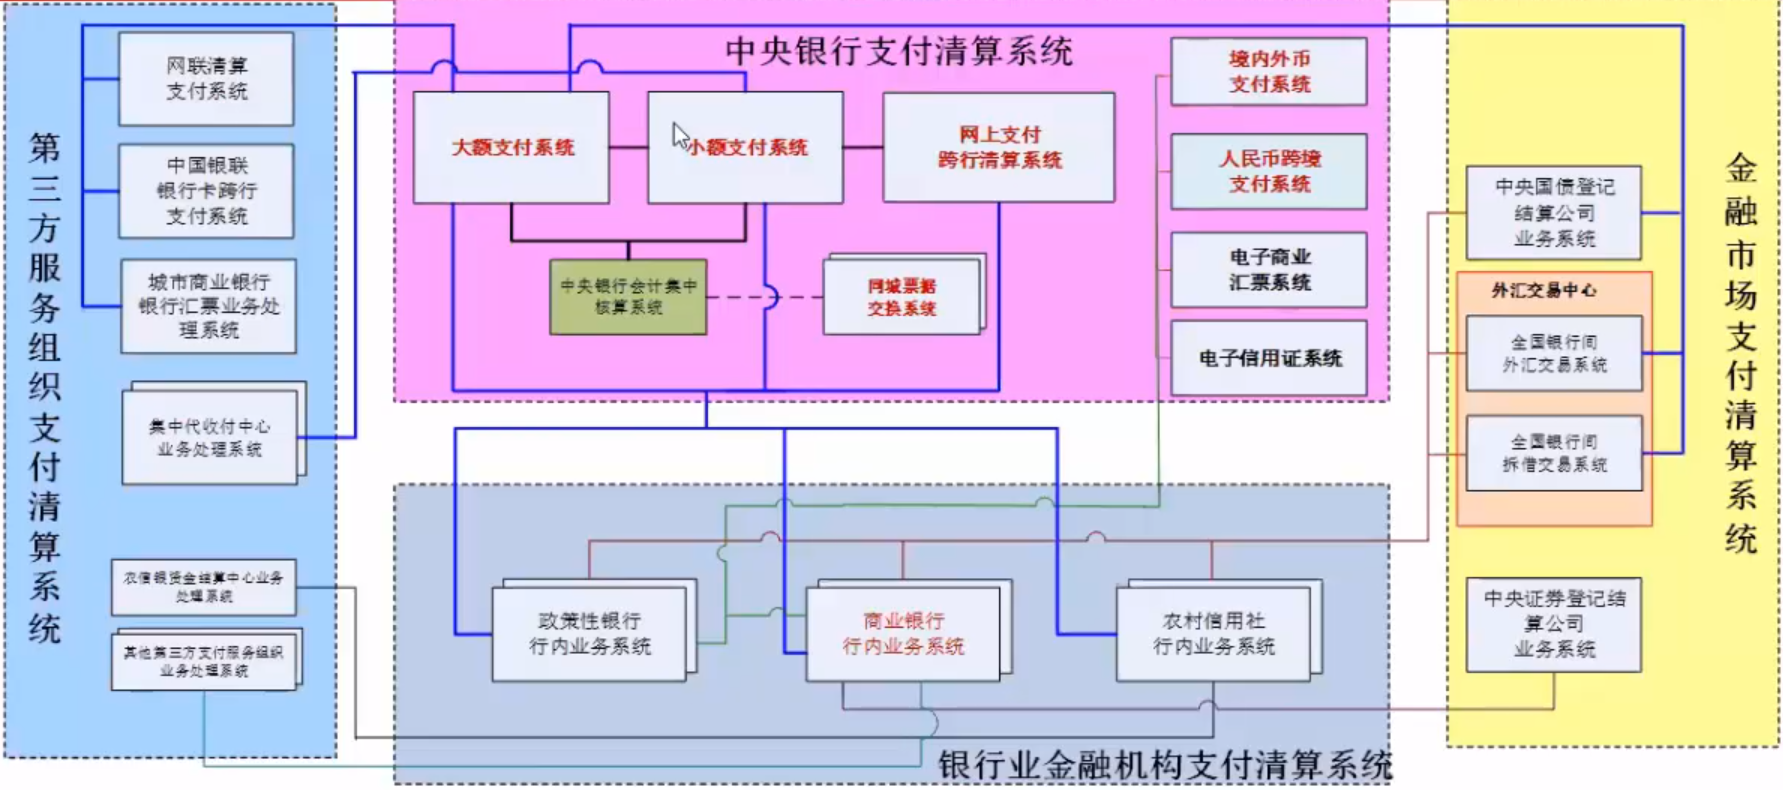 第三方服务组织支付清算系统
网联清算
支付系统
中国银联
银行卡跨行
支付系统
城市商业银行
银行汇票业务处
理系统
集中代收付中心
业务处理系统
农信银资金结算中心业务
处理系统
其他第三方支付服务组织
业务处理系统
中央银行支付清算系统
大额支付系统
小额支付系统
网上支付
跨行清算系统
中央银行会计集中
核算系统
同城票据
交换系统
境内外币
支付系统
人民币跨境
支付系统
电子商业
汇票系统
电子信用证系统
政策性银行
行内业务系统
商业银行
行内业务系统
农村信用社
行内业务系统
银行业金融机构支付清算系统
中央国债登记
结算公司
业务系统
外汇交易中心
全国银行间
外汇交易系统
全国银行间
拆借交易系统
中央证券登记结
算公司
业务系统
金融市场支付清算系统